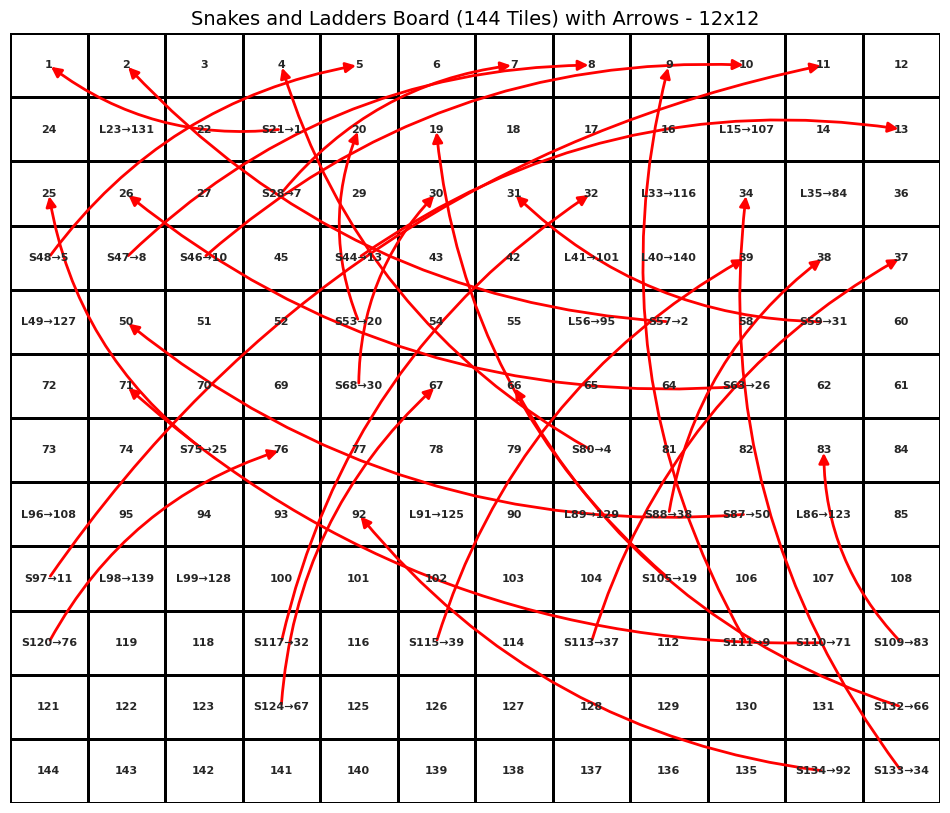 Snakes and Ladders Board (144 Tiles) with Arrows - 12x12
1 2 3 4 5 6 7 8 9 10 11 12
24 L23→131 22 S21→1 20 19 18 17 16 L15→107 14 13
25 26 27 S28→7 29 30 31 32 L33→116 34 L35→84 36
S48→5 S47→8 S46→10 45 S44→13 43 42 L41→101 L40→140 39 38 37
L49→127 50 51 52 S53→20 54 55 L56→95 S57→2 58 S59→31 60
72 71 70 69 S68→30 67 66 65 64 S63→26 62 61
73 74 S75→25 76 77 78 79 S80→4 81 82 83 84
L96→108 95 94 93 92 L91→125 90 L89→129 S88→38 S87→50 L86→123 85
S97→11 L98→139 L99→128 100 101 102 103 104 S105→19 106 107 108
S120→76 119 118 S117→32 116 S115→39 114 S113→37 112 S111→9 S110→71 S109→83
121 122 123 S124→67 125 126 127 128 129 130 131 S132→66
144 143 142 141 140 139 138 137 136 135 S134→92 S133→34